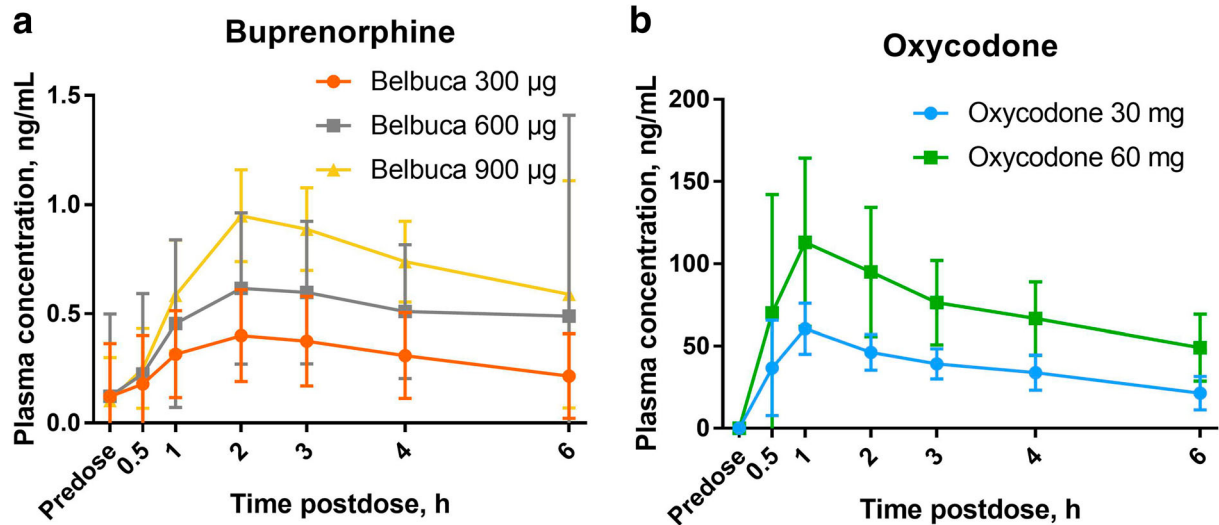 a
Buprenorphine
Belbuca 300 µg
Belbuca 600 µg
Belbuca 900 µg
Plasma concentration, ng/mL
1.5
1.0
0.5
0.0
Predose 0.5 1 2 3 4 6
Time postdose, h
b
Oxycodone
Oxycodone 30 mg
Oxycodone 60 mg
Plasma concentration, ng/mL
200
150
100
50
0
Predose 0.5 1 2 3 4 6
Time postdose, h